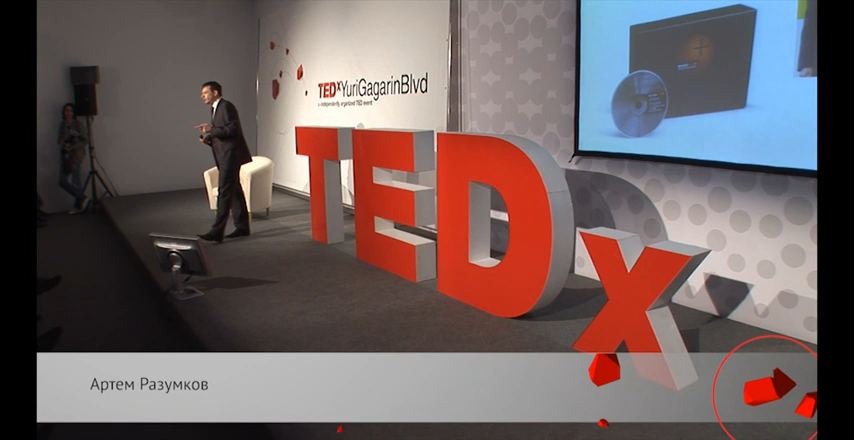 TEDxYuriGagarinBlvd
x= independently organized TED event
TEDx
Артем Разумков